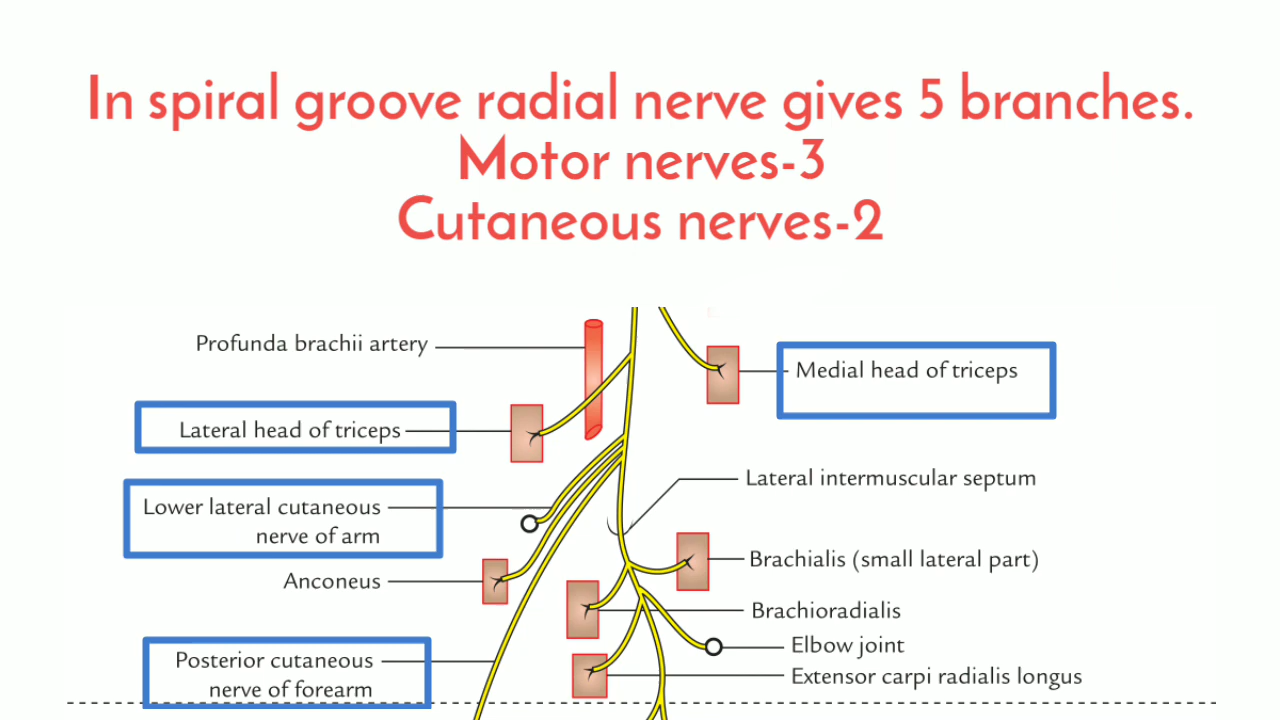 In spiral groove radial nerve gives 5 branches.
Motor nerves-3
Cutaneous nerves-2
Profunda brachii artery
Medial head of triceps
Lateral head of triceps
Lateral intermuscular septum
Lower lateral cutaneous
nerve of arm
Brachialis (small lateral part)
Anconeus
Brachioradialis
Elbow joint
Posterior cutaneous
nerve of forearm
Extensor carpi radialis longus